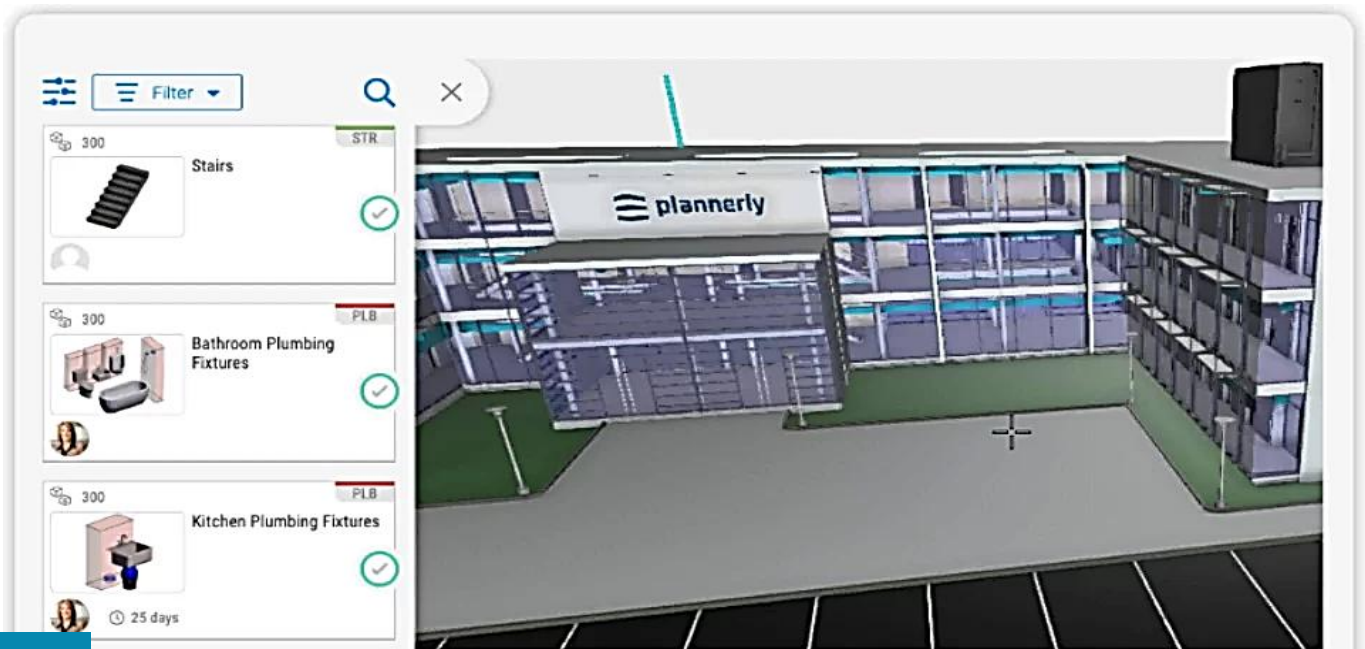 Filter
300
STR
Stairs
300
PLB
Bathroom Plumbing
Fixtures
300
PLB
Kitchen Plumbing Fixtures
25 days
plannerly